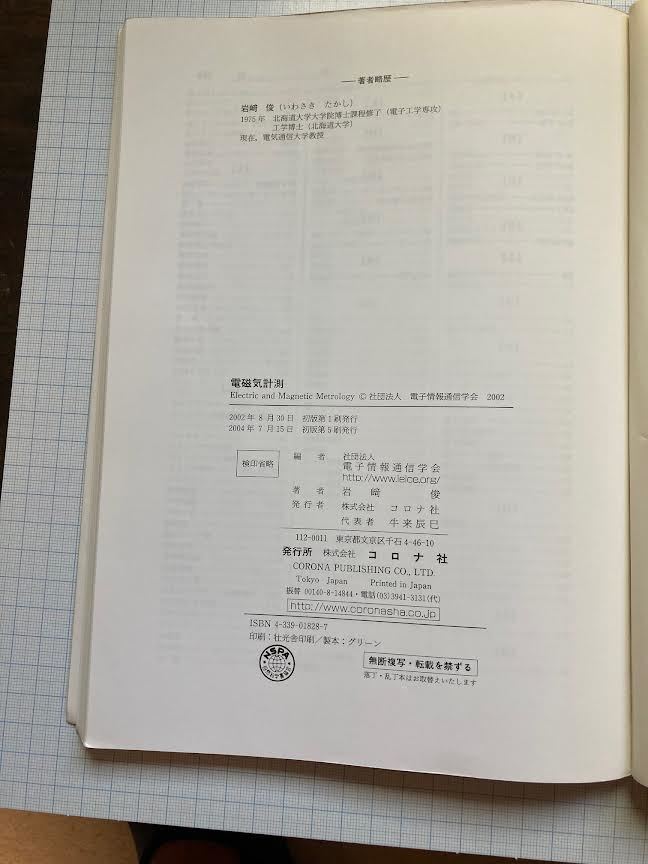 ── 著者略歴 ──
岩﨑 俊(いわさき たかし)
1975年 北海道大学大学院博士課程修了(電子工学専攻)
工学博士(北海道大学)
現在,電気通信大学教授
電磁気計測
Electric and Magnetic Metrology © 社団法人 電子情報通信学会 2002
2002年 8月30日 初版第1刷発行
2004年 7月15日 初版第5刷発行
検印省略
編者 社団法人
電子情報通信学会
http://www.ieice.org/
著者 岩﨑 俊
発行者 株式会社 コロナ社
代表者 牛来辰巳
112-0011 東京都文京区千石4-46-10
発行所 株式会社 コロナ社
CORONA PUBLISHING CO., LTD.
Tokyo Japan Printed in Japan
振替 00140-8-14844・電話(03)3941-3131(代)
http://www.coronasha.co.jp
ISBN 4-339-01828-7
印刷:壮光舎印刷/製本:グリーン
NSPA
無断複写・転載を禁ずる
落丁・乱丁本はお取替えいたします